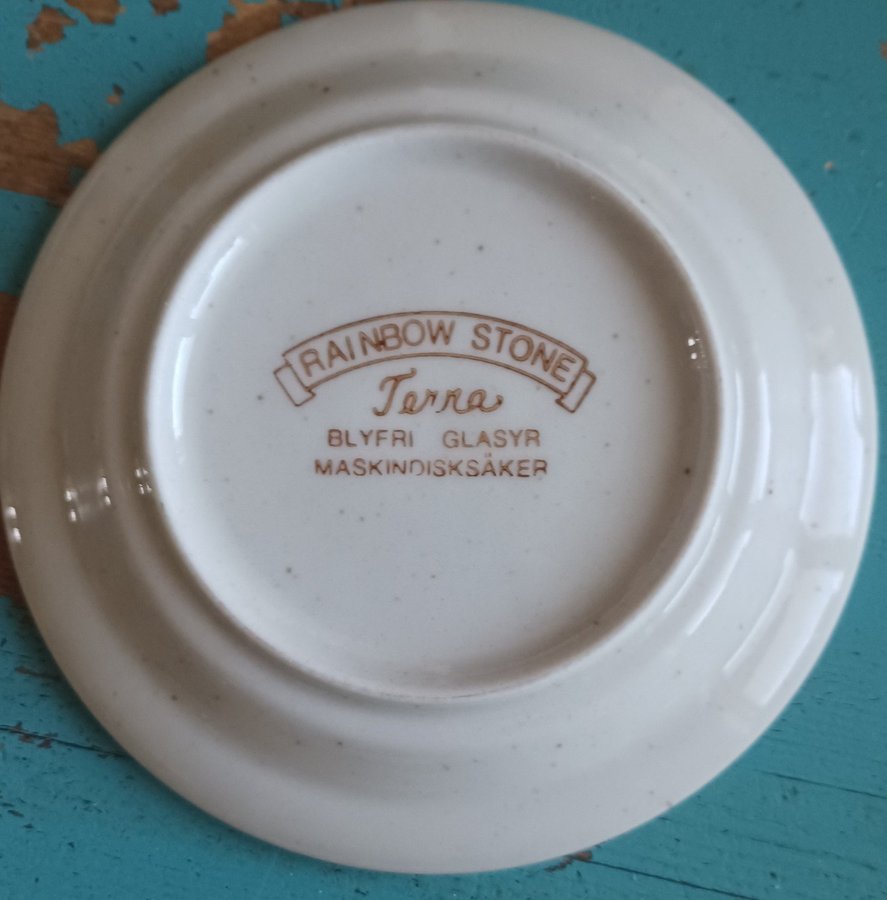 RAINBOW STONE
Terra
BLYFRI GLASYR
MASKINDISKSÄKER